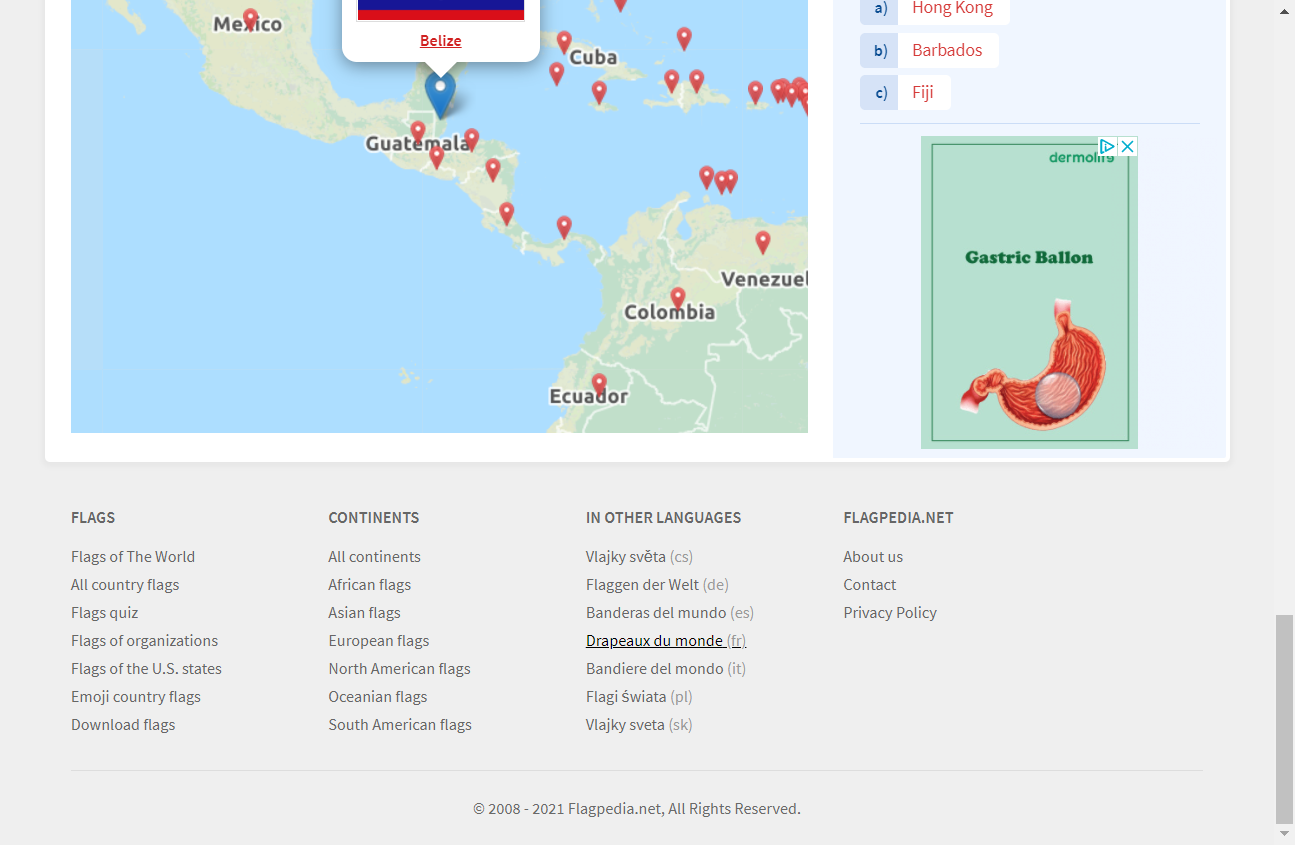 Mexico
Belize
Cuba
Guatemala
Venezuel
Colombia
Ecuador
a) Hong Kong
b) Barbados
c) Fiji
Gastric Ballon
FLAGS
Flags of The World
All country flags
Flags quiz
Flags of organizations
Flags of the U.S. states
Emoji country flags
Download flags
CONTINENTS
All continents
African flags
Asian flags
European flags
North American flags
Oceanian flags
South American flags
IN OTHER LANGUAGES
Vlajky světa (cs)
Flaggen der Welt (de)
Banderas del mundo (es)
Drapeaux du monde (fr)
Bandiere del mondo (it)
Flagi świata (pl)
Vlajky sveta (sk)
FLAGPEDIA.NET
About us
Contact
Privacy Policy
© 2008 - 2021 Flagpedia.net, All Rights Reserved.